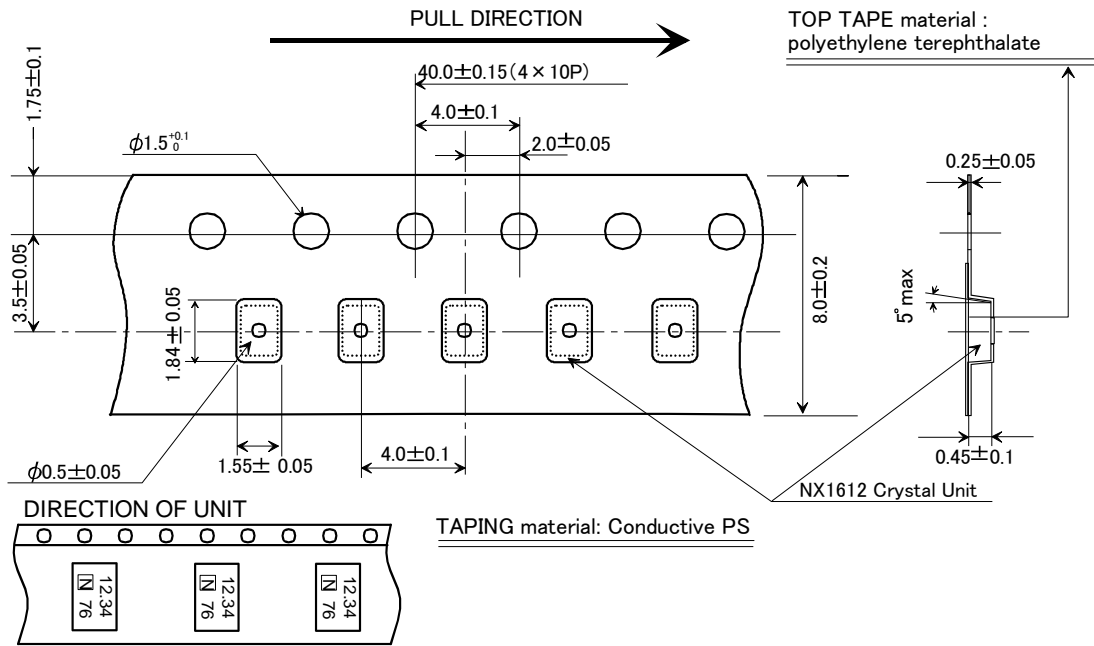 PULL DIRECTION
TOP TAPE material :
polyethylene terephthalate
1.75±0.1
40.0±0.15(4×10P)
4.0±0.1
ϕ1.5 +0.1 0
2.0±0.05
0.25±0.05
3.5±0.05
1.84± 0.05
8.0±0.2
5°max
ϕ0.5±0.05
1.55± 0.05
4.0±0.1
0.45±0.1
NX1612 Crystal Unit
DIRECTION OF UNIT
TAPING material: Conductive PS
12.34
N 76
12.34
N 76
12.34
N 76